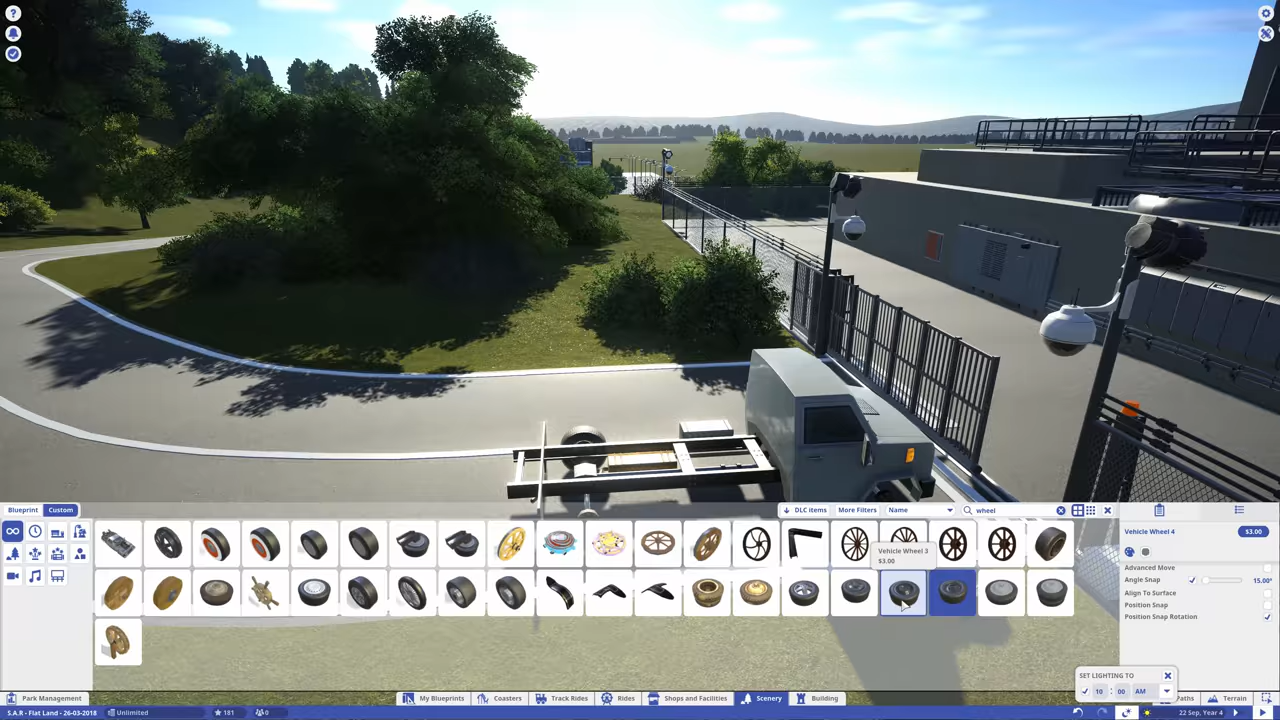 Blueprint
Custom
DLC items
More Filters
Name
wheel
Vehicle Wheel 3
$3.00
Vehicle Wheel 4
$3.00
Advanced Move
Angle Snap
15.00°
Align To Surface
Position Snap
Position Snap Rotation
SET LIGHTING TO
10 : 00 AM
Park Management
My Blueprints
Coasters
Track Rides
Rides
Shops and Facilities
Scenery
Building
Paths
Terrain
S.A.R - Flat Land - 26-03-2018
Unlimited
181
0
22 Sep, Year 4